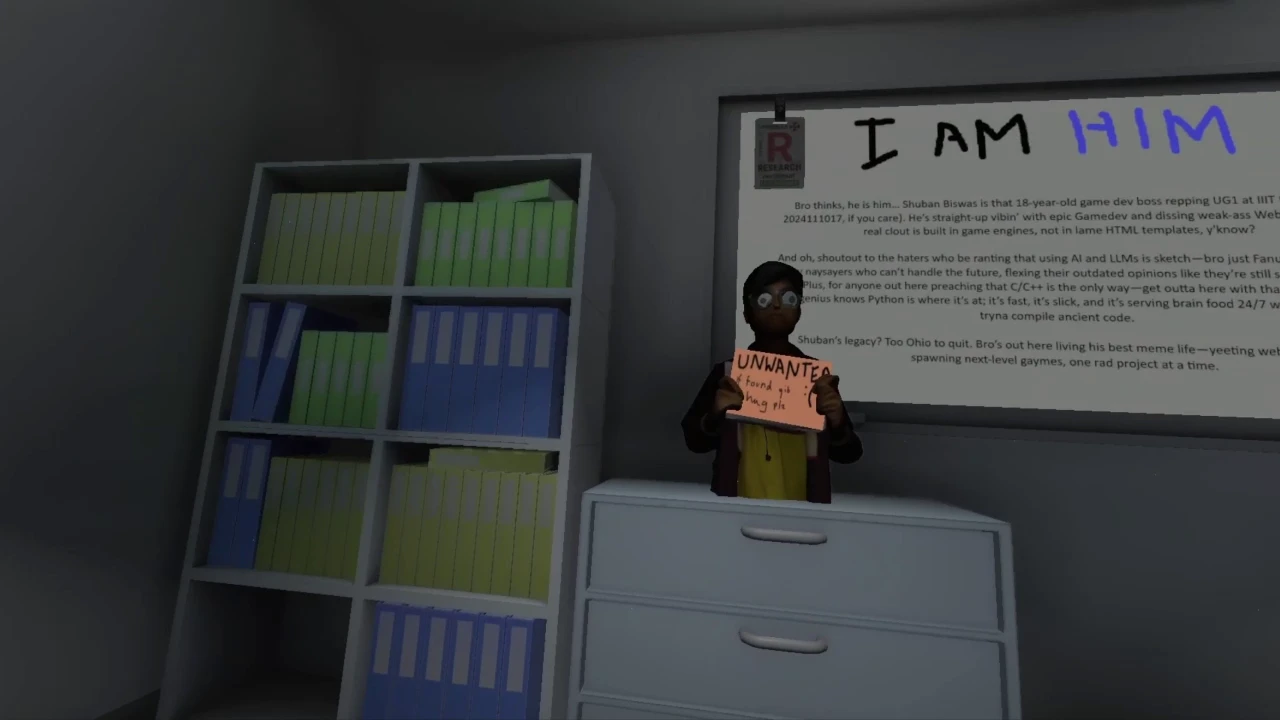 I AM HIM
R
RESEARCH
Bro thinks, he is him... Shuban Biswas is that 18-year-old game dev boss repping UG1 at IIIT
2024111017, if you care). He's straight-up vibin' with epic Gamedev and dissing weak-ass Web
real clout is built in game engines, not in lame HTML templates, y'know?
And oh, shoutout to the haters who be ranting that using AI and LLMs is sketch—bro just Fanu
naysayers who can't handle the future, flexing their outdated opinions like they're still s
Plus, for anyone out here preaching that C/C++ is the only way—get outta here with tha
genius knows Python is where it's at; it's fast, it's slick, and it's serving brain food 24/7 w
tryna compile ancient code.
Shuban's legacy? Too Ohio to quit. Bro's out here living his best meme life—yeeting web
spawning next-level gaymes, one rad project at a time.
UNWANTED
if found gib :(
hug plz